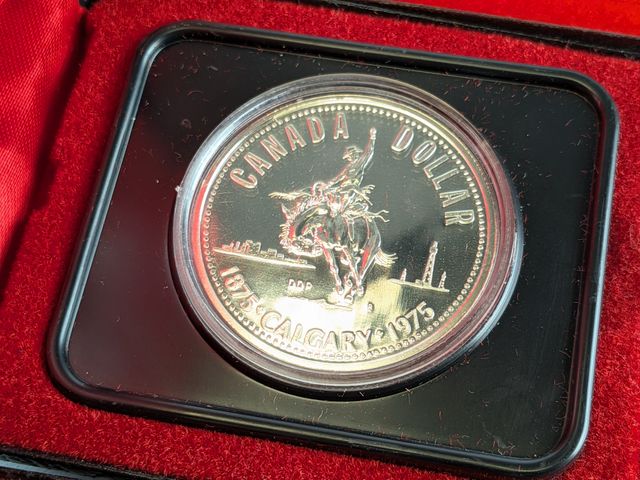 CANADA DOLLAR
DDP
1875 • CALGARY • 1975